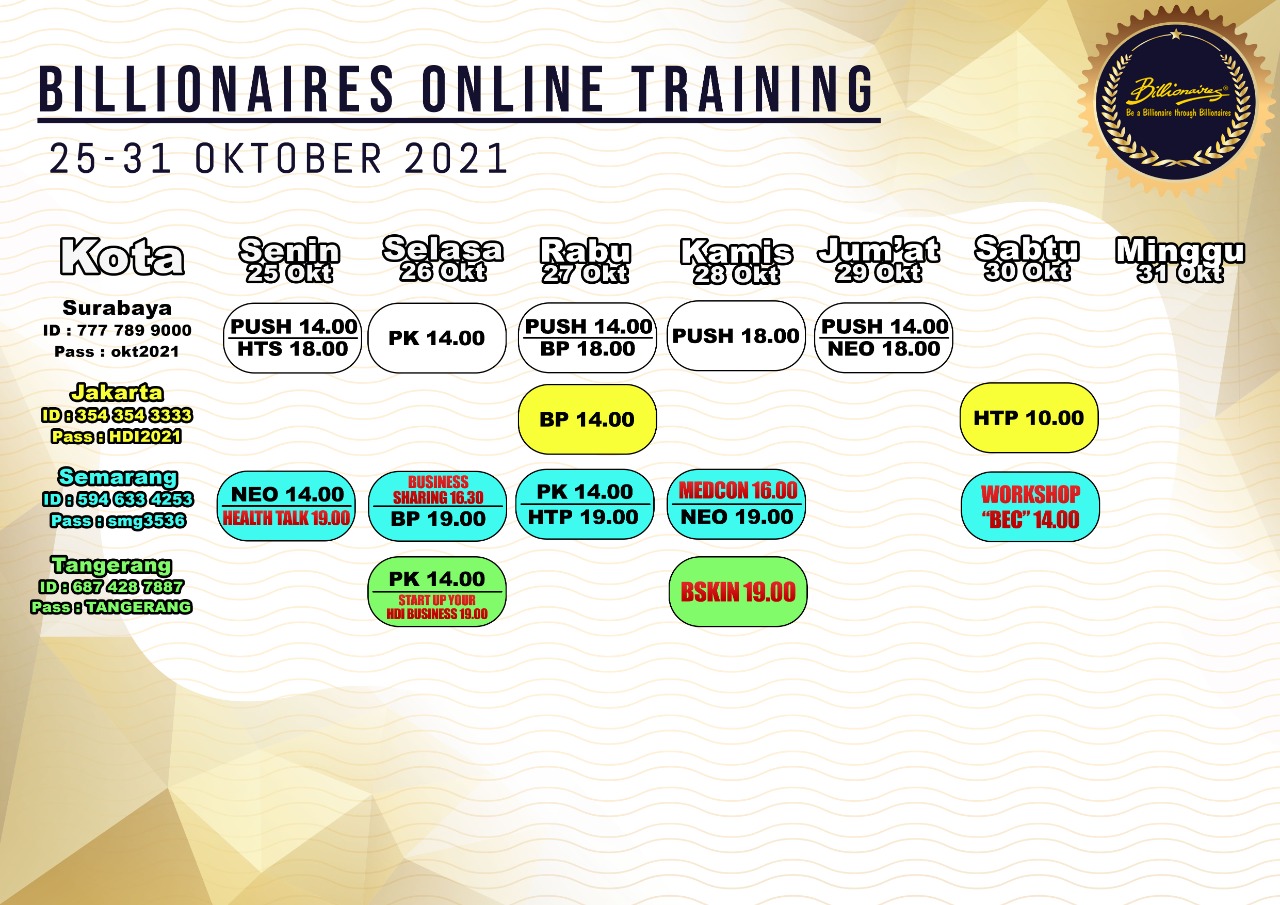 BILLIONAIRES ONLINE TRAINING
25-31 OKTOBER 2021
Billionaires®
Be a Billionaire through Billionaires
Kota
Senin
25 Okt
Selasa
26 Okt
Rabu
27 Okt
Kamis
28 Okt
Jum'at
29 Okt
Sabtu
30 Okt
Minggu
31 Okt
Surabaya
ID : 777 789 9000
Pass : okt2021
PUSH 14.00
HTS 18.00
PK 14.00
PUSH 14.00
BP 18.00
PUSH 18.00
PUSH 14.00
NEO 18.00
Jakarta
ID : 354 354 3333
Pass : HDI2021
BP 14.00
HTP 10.00
Semarang
ID : 594 633 4253
Pass : smg3536
NEO 14.00
HEALTH TALK 19.00
BUSINESS
SHARING 16.30
BP 19.00
PK 14.00
HTP 19.00
MEDCON 16.00
NEO 19.00
WORKSHOP
“BEC” 14.00
Tangerang
ID : 687 428 7887
Pass : TANGERANG
PK 14.00
START UP YOUR
HDI BUSINESS 19.00
BSKIN 19.00